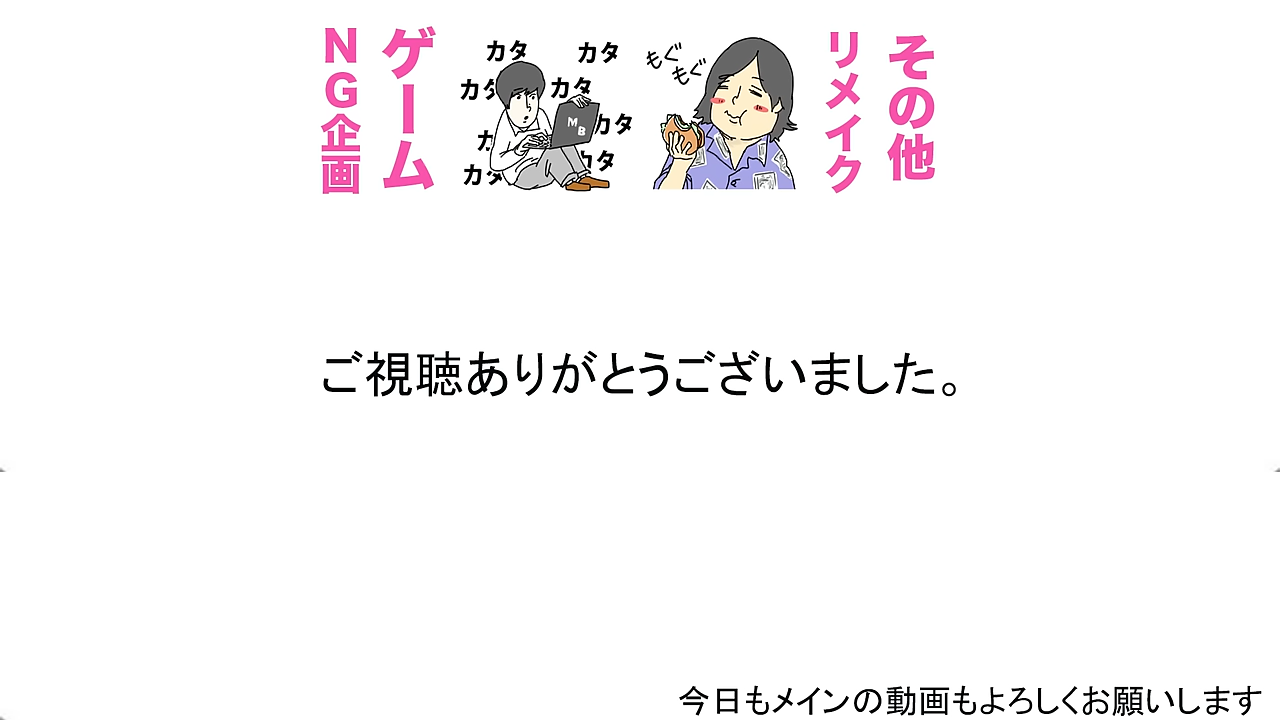 ゲーム
NG企画
カタ
カタ
カタ
カタ
カタ
カタ
カタ
MB
もぐ
もぐ
その他
リメイク
ご視聴ありがとうございました。
今日もメインの動画もよろしくお願いします